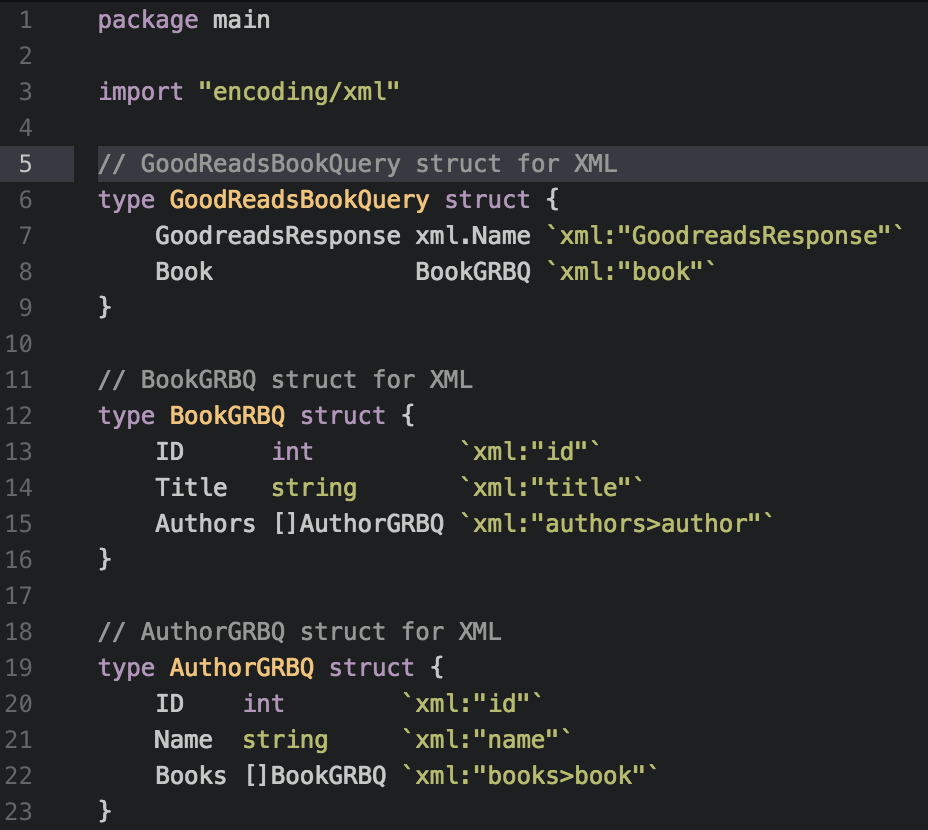 1 package main
2
3 import "encoding/xml"
4
5 // GoodReadsBookQuery struct for XML
6 type GoodReadsBookQuery struct {
7     GoodreadsResponse xml.Name `xml:"GoodreadsResponse"`
8     Book              BookGRBQ `xml:"book"`
9 }
10
11 // BookGRBQ struct for XML
12 type BookGRBQ struct {
13     ID      int          `xml:"id"`
14     Title   string       `xml:"title"`
15     Authors []AuthorGRBQ `xml:"authors>author"`
16 }
17
18 // AuthorGRBQ struct for XML
19 type AuthorGRBQ struct {
20     ID    int        `xml:"id"`
21     Name  string     `xml:"name"`
22     Books []BookGRBQ `xml:"books>book"`
23 }